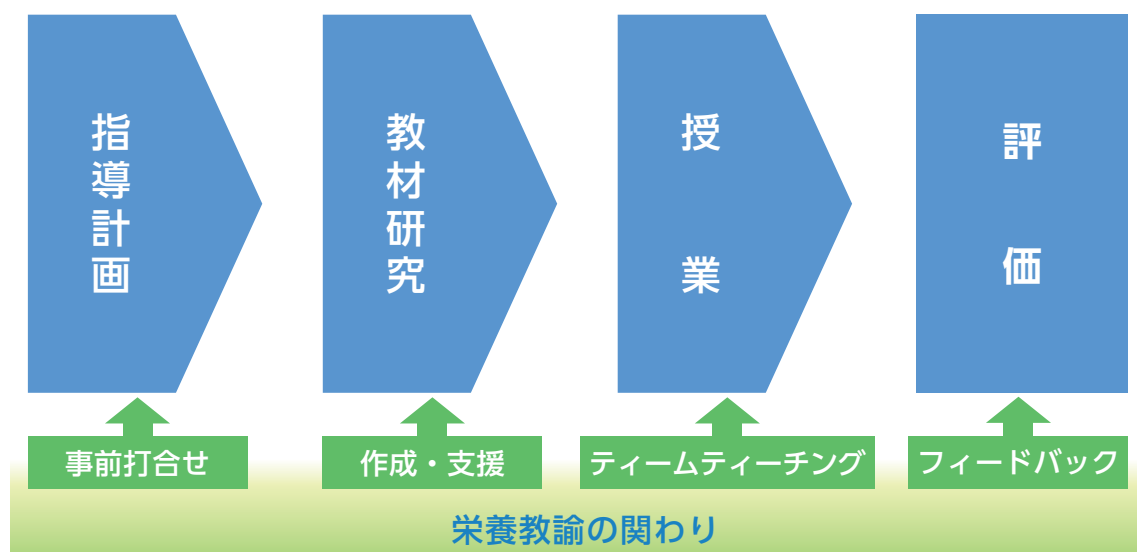 指導計画
教材研究
授業
評価
事前打合せ
作成・支援
ティームティーチング
フィードバック
栄養教諭の関わり